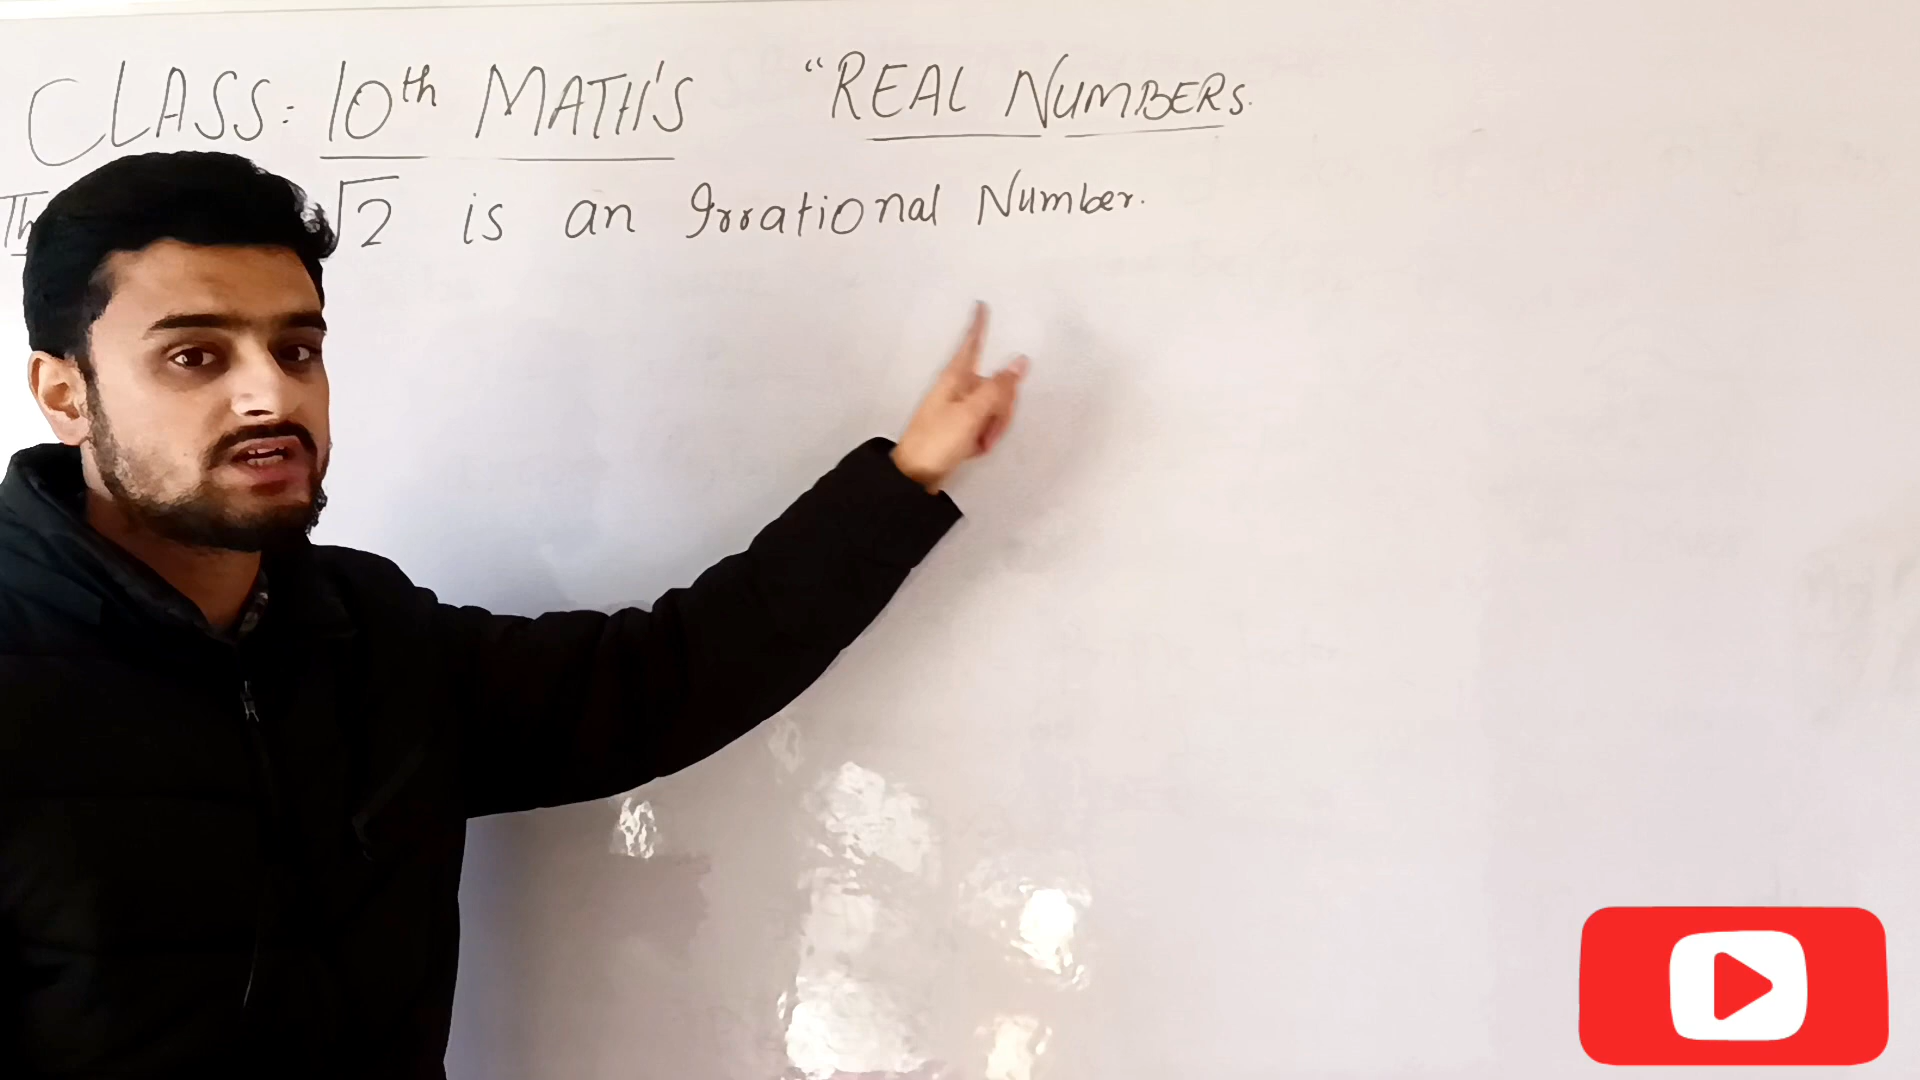 CLASS: 10th MATH'S "REAL NUMBERS.
√2 is an Irrational Number.